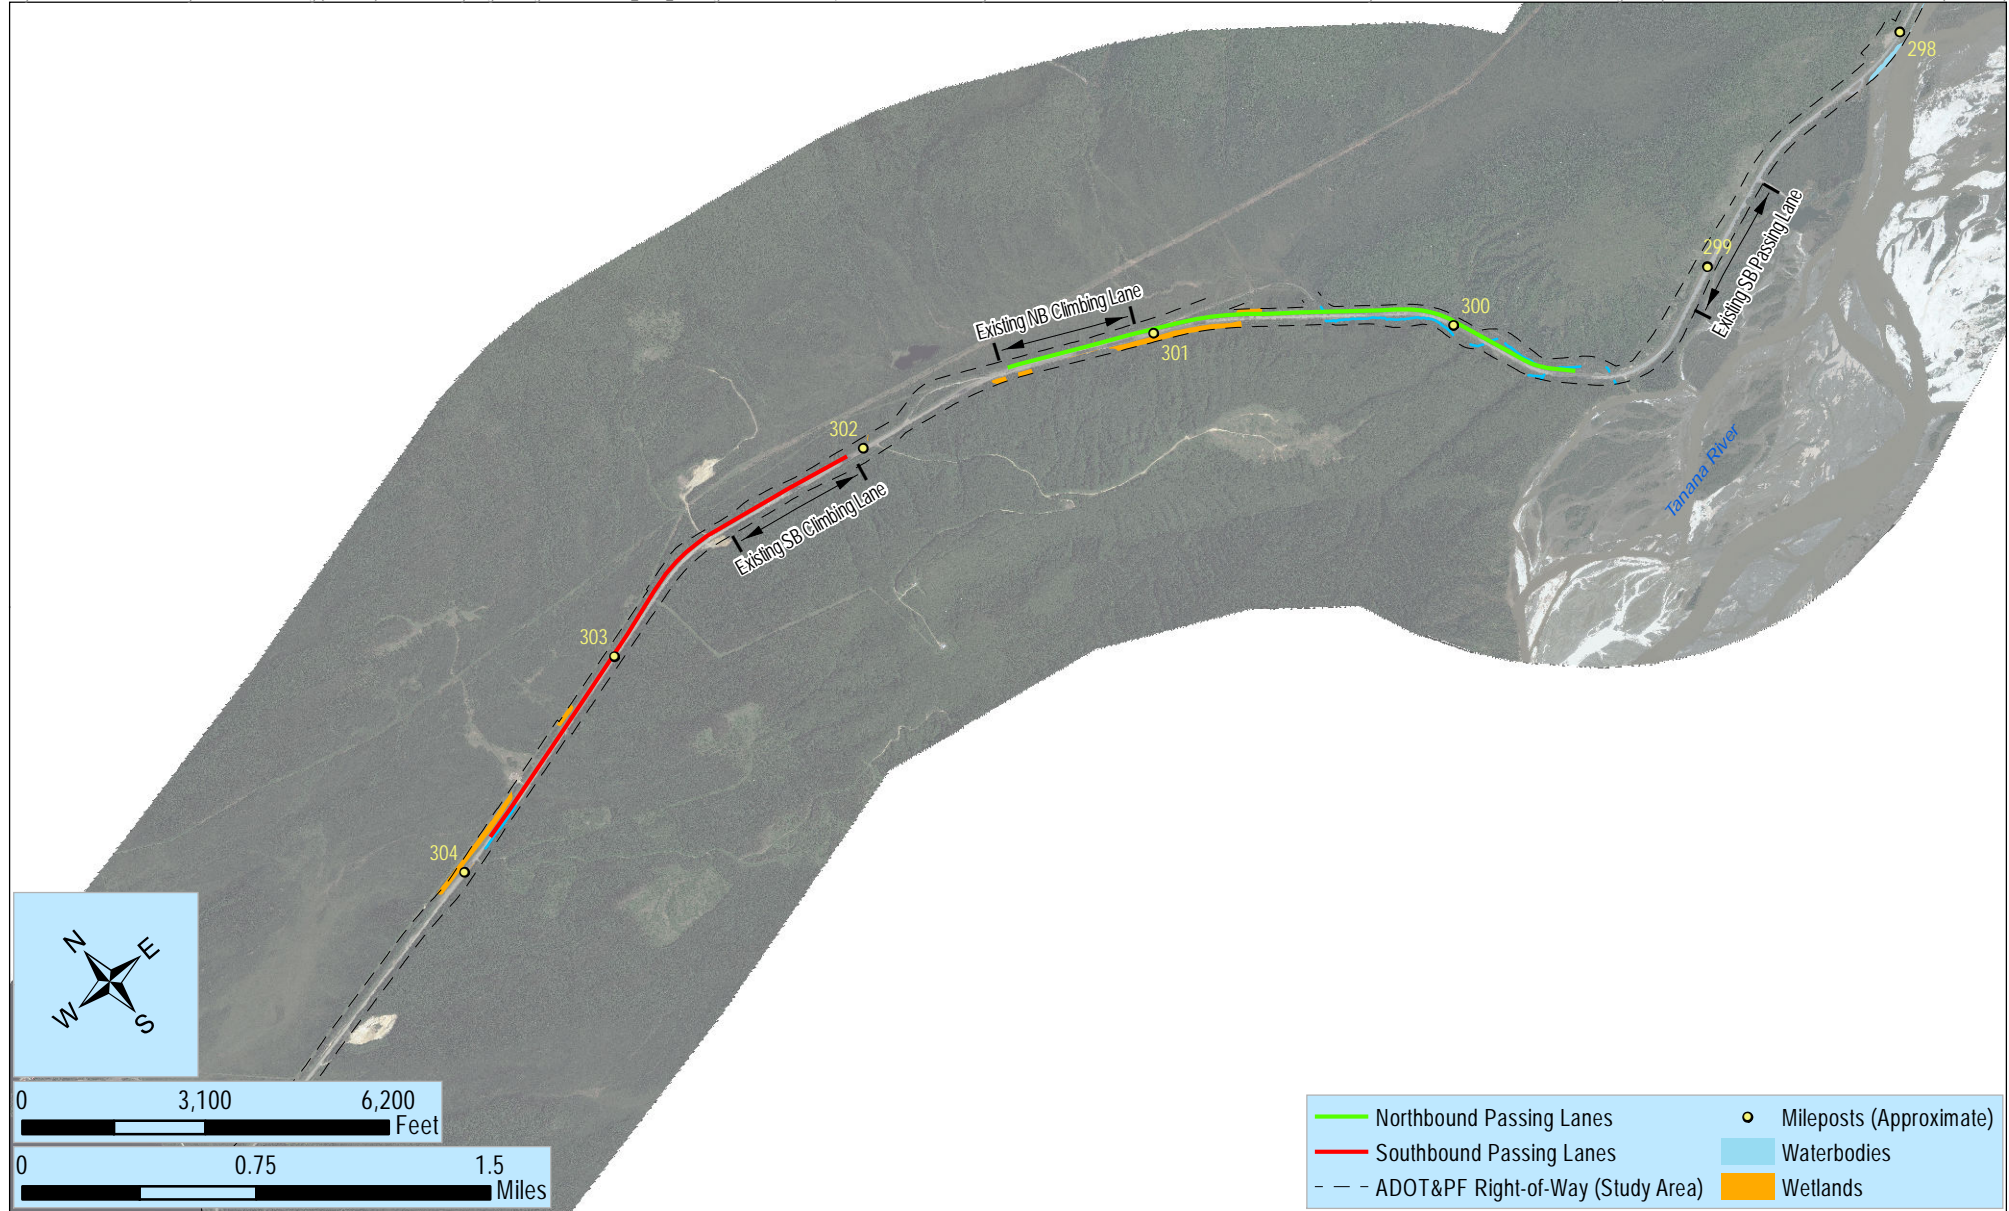 298
Existing SB Passing Lane
299
300
Existing NB Climbing Lane
301
Tanana River
302
Existing SB Climbing Lane
303
304
N
E
W
S
0 3,100 6,200
Feet
0 0.75 1.5
Miles
Northbound Passing Lanes
Southbound Passing Lanes
ADOT&PF Right-of-Way (Study Area)
Mileposts (Approximate)
Waterbodies
Wetlands